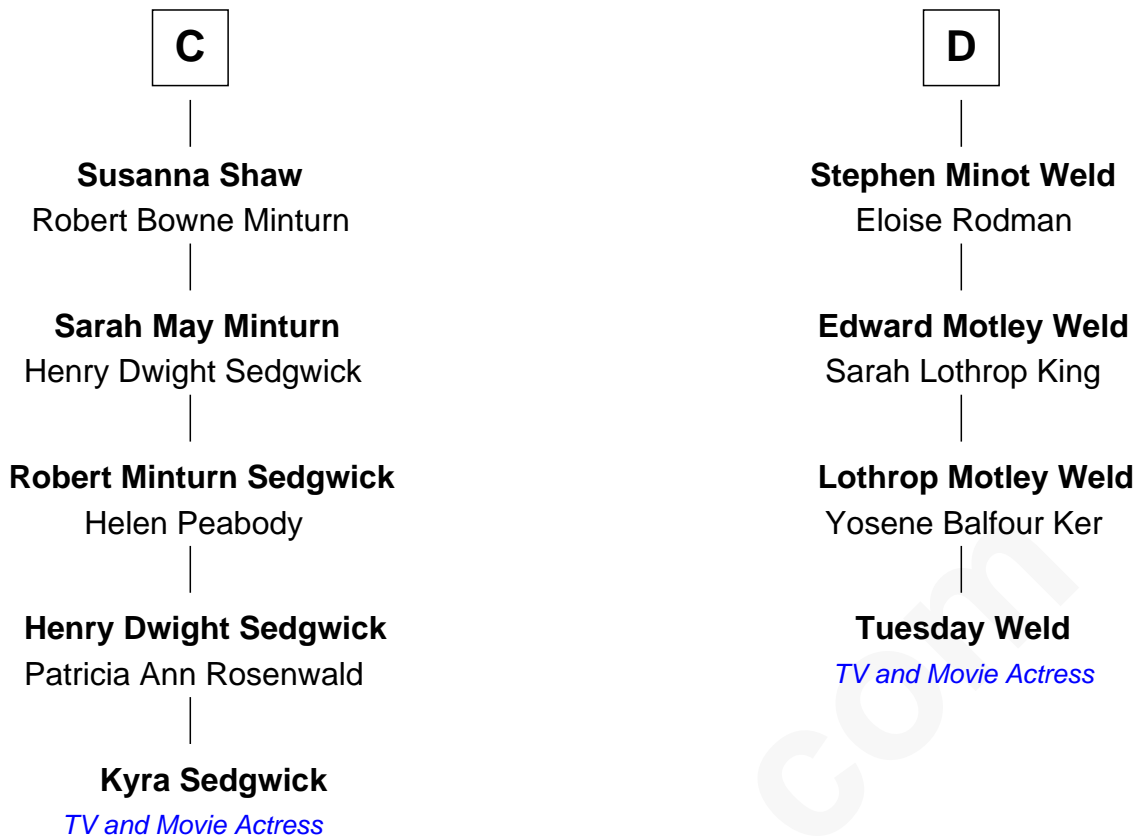 C
Susanna Shaw
Robert Bowne Minturn
Sarah May Minturn
Henry Dwight Sedgwick
Robert Minturn Sedgwick
Helen Peabody
Henry Dwight Sedgwick
Patricia Ann Rosenwald
Kyra Sedgwick
TV and Movie Actress
D
Stephen Minot Weld
Eloise Rodman
Edward Motley Weld
Sarah Lothrop King
Lothrop Motley Weld
Yosene Balfour Ker
Tuesday Weld
TV and Movie Actress
com